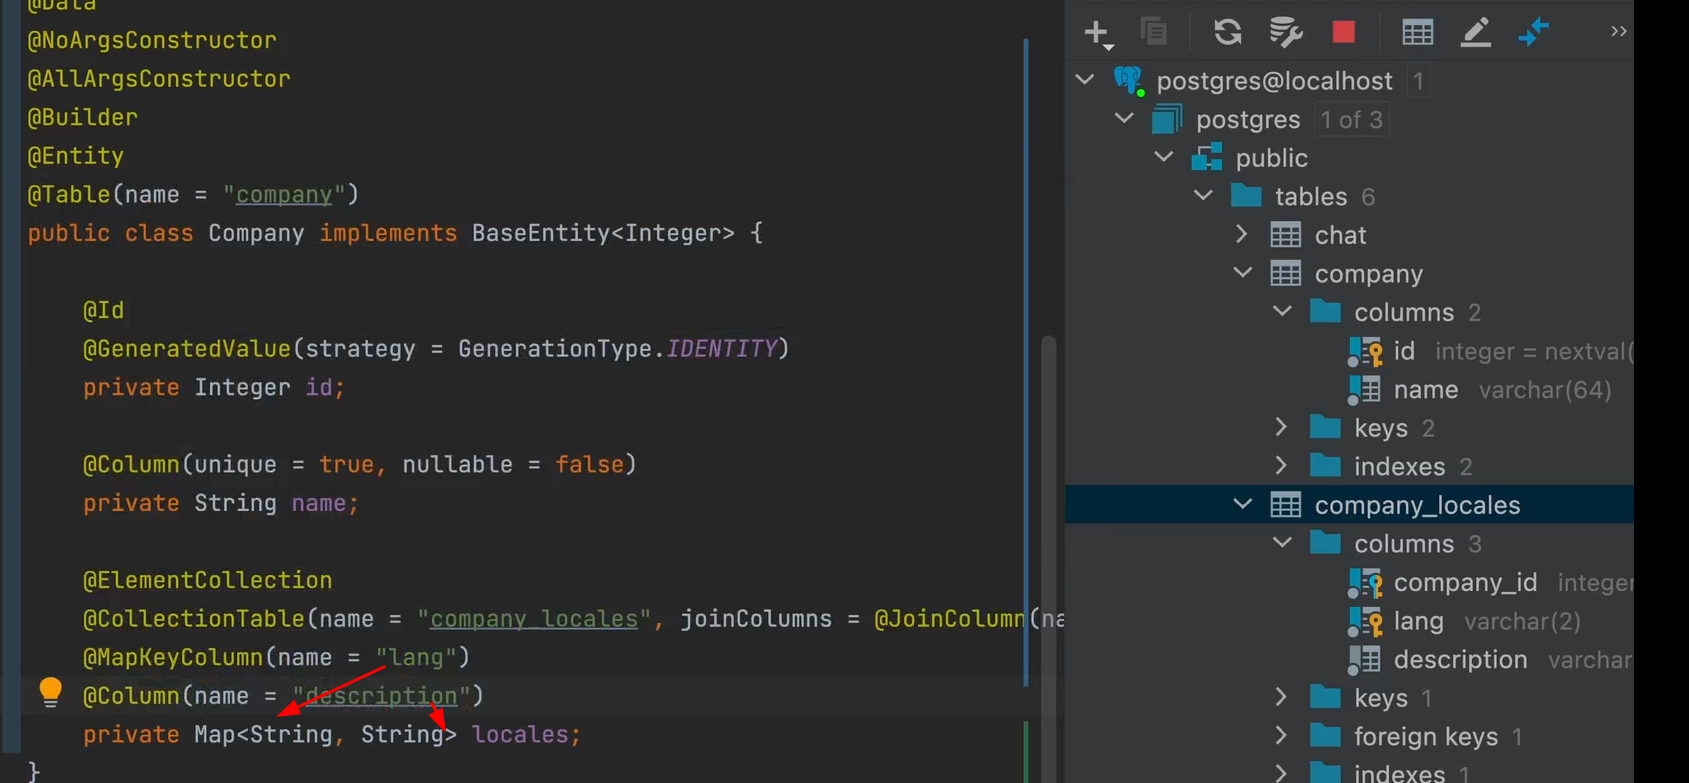 @Data
@NoArgsConstructor
@AllArgsConstructor
@Builder
@Entity
@Table(name = "company")
public class Company implements BaseEntity<Integer> {
@Id
@GeneratedValue(strategy = GenerationType.IDENTITY)
private Integer id;
@Column(unique = true, nullable = false)
private String name;
@ElementCollection
@CollectionTable(name = "company_locales", joinColumns = @JoinColumn(na
@MapKeyColumn(name = "lang")
@Column(name = "description")
private Map<String, String> locales;
}
postgres@localhost 1
postgres 1 of 3
public
tables 6
chat
company
columns 2
id integer = nextval(
name varchar(64)
keys 2
indexes 2
company_locales
columns 3
company_id integer
lang varchar(2)
description varchar
keys 1
foreign keys 1
indexes 1